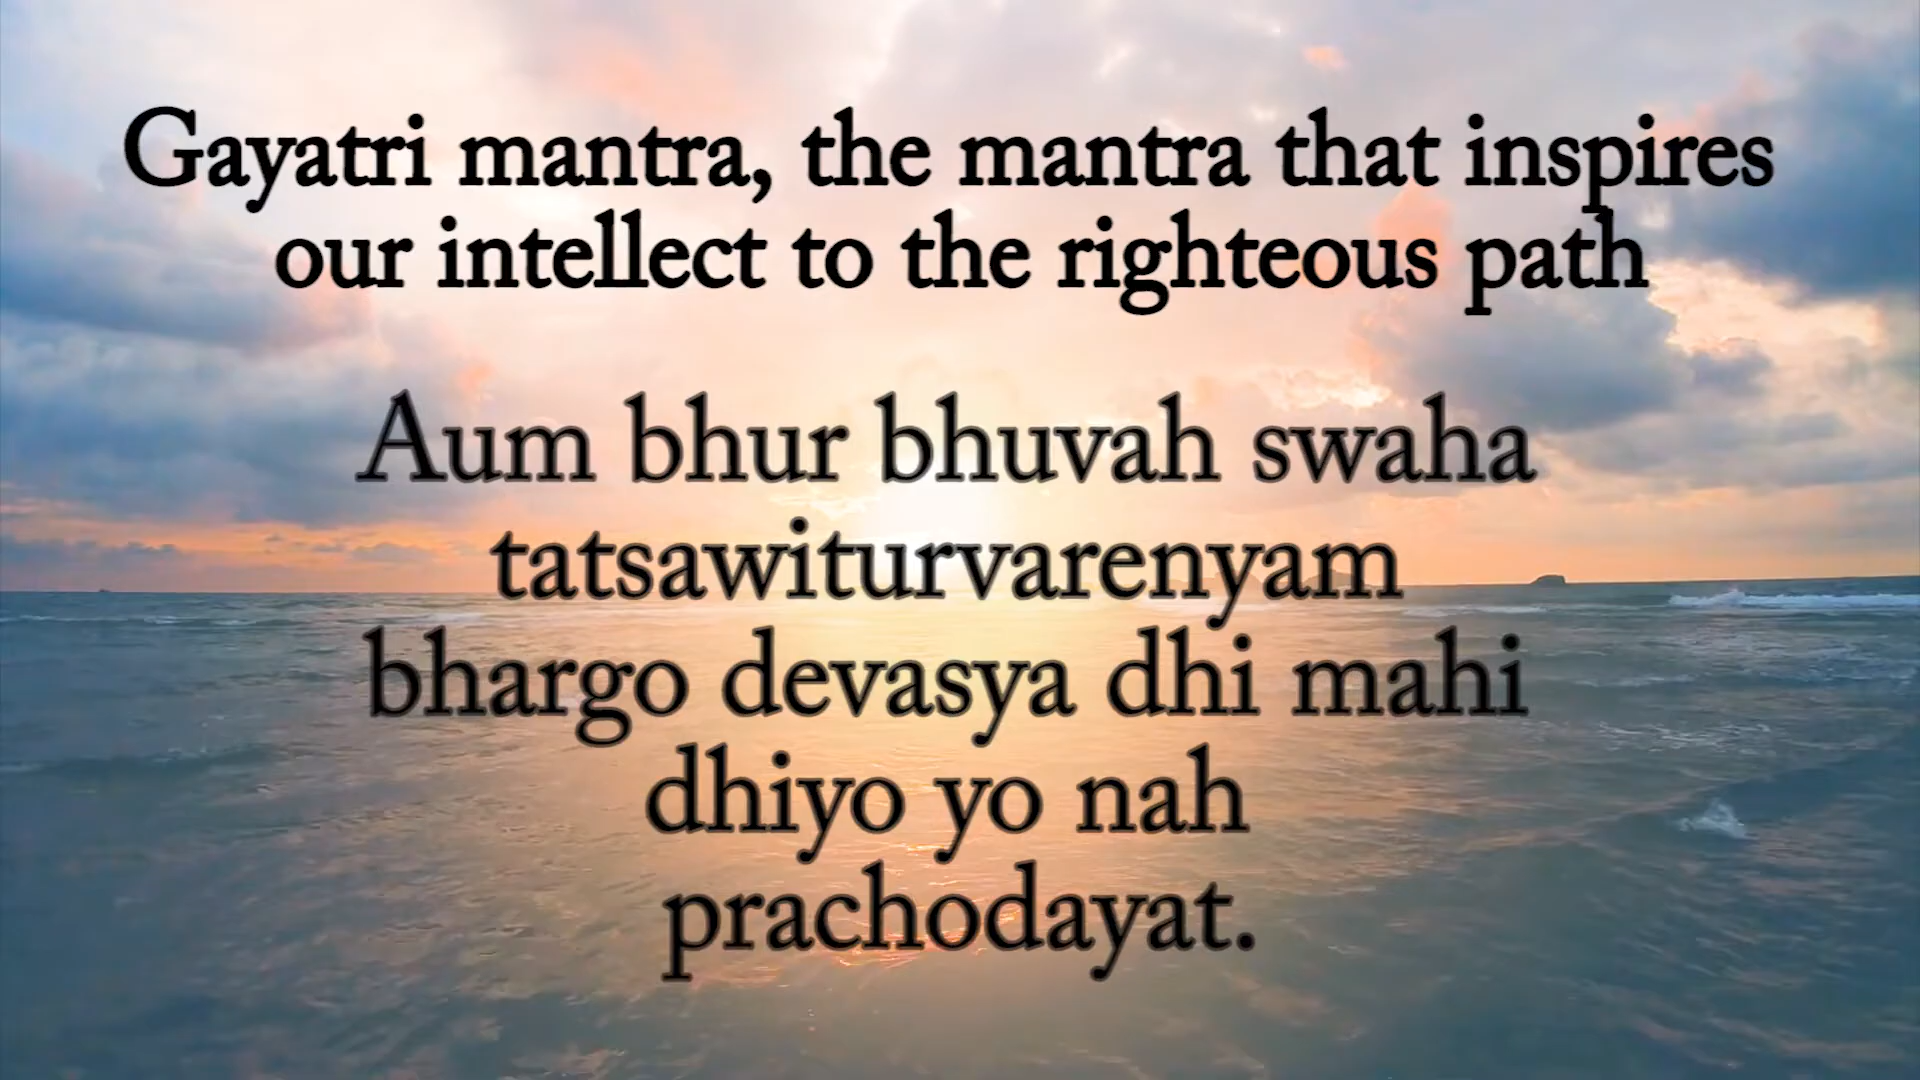 Gayatri mantra, the mantra that inspires
our intellect to the righteous path
Aum bhur bhuvah swaha
tatsawiturvarenyam
bhargo devasya dhi mahi
dhiyo yo nah
prachodayat.